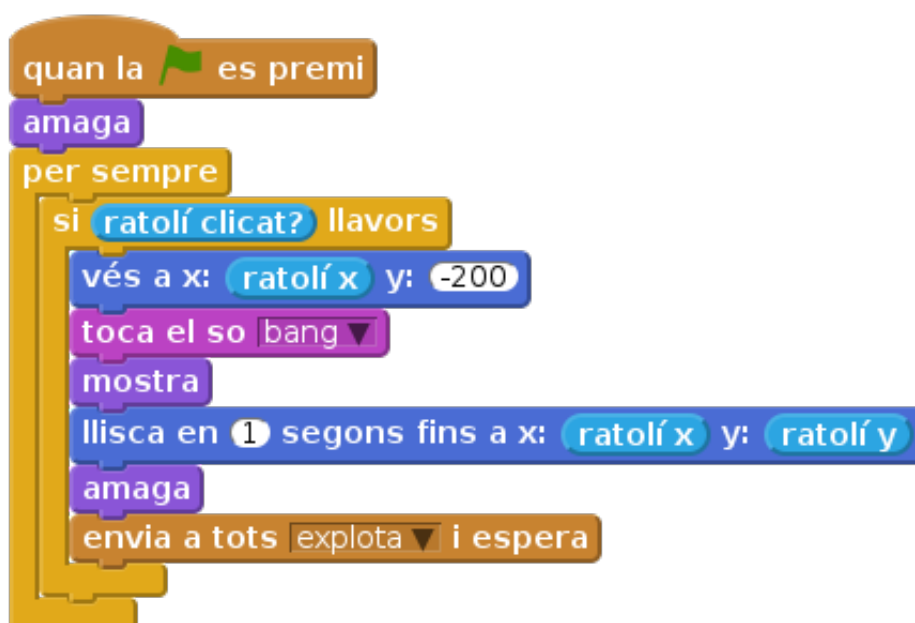 quan la es premi
amaga
per sempre
si ratolí clicat? llavors
vés a x: ratolí x y: -200
toca el so bang
mostra
llisca en 1 segons fins a x: ratolí x y: ratolí y
amaga
envia a tots explota i espera